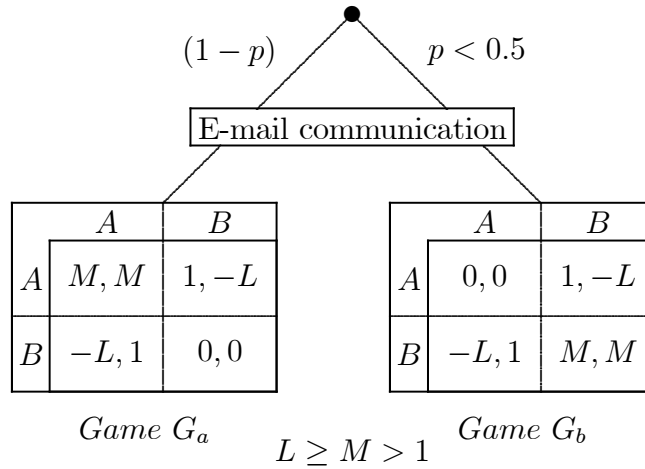 (1 − p) p < 0.5
E-mail communication
A B A B
A M, M 1, −L A 0, 0 1, −L
B −L, 1 0, 0 B −L, 1 M, M
Game G_a Game G_b
L ≥ M > 1